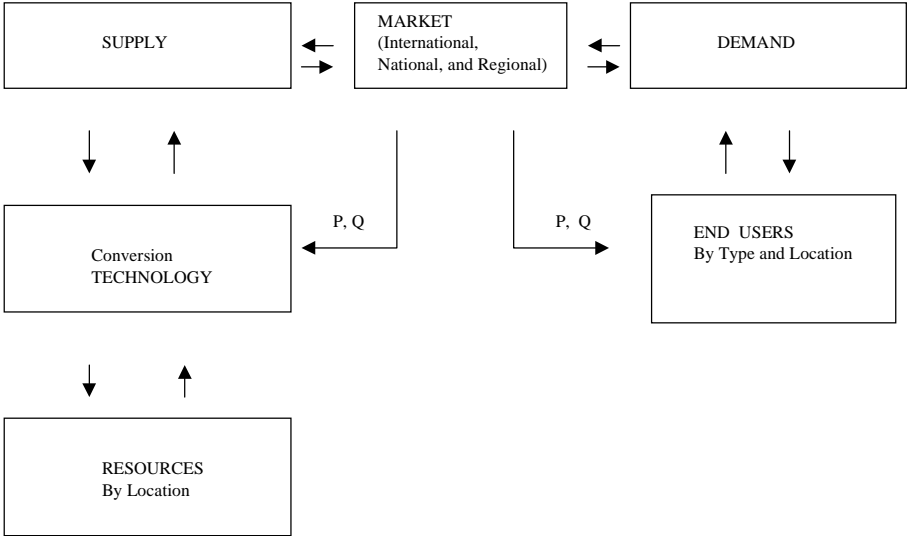 SUPPLY
MARKET
(International,
National, and Regional)
DEMAND
P, Q
P, Q
Conversion
TECHNOLOGY
END USERS
By Type and Location
RESOURCES
By Location